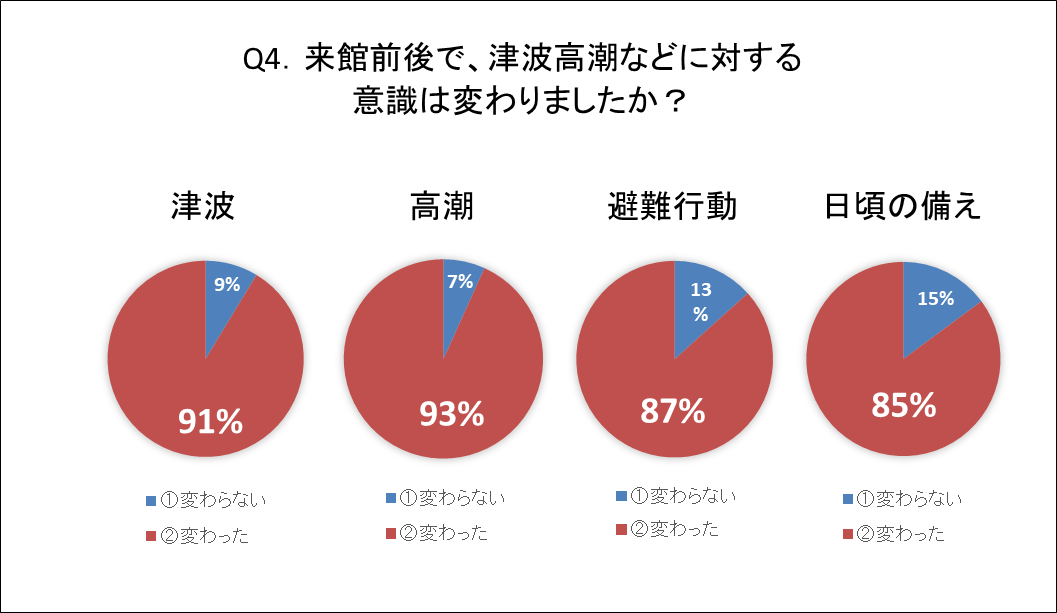 Q4. 来館前後で、津波高潮などに対する
意識は変わりましたか？
津波
高潮
避難行動
日頃の備え
9%
91%
7%
93%
13
%
87%
15%
85%
①変わらない
②変わった
①変わらない
②変わった
①変わらない
②変わった
①変わらない
②変わった